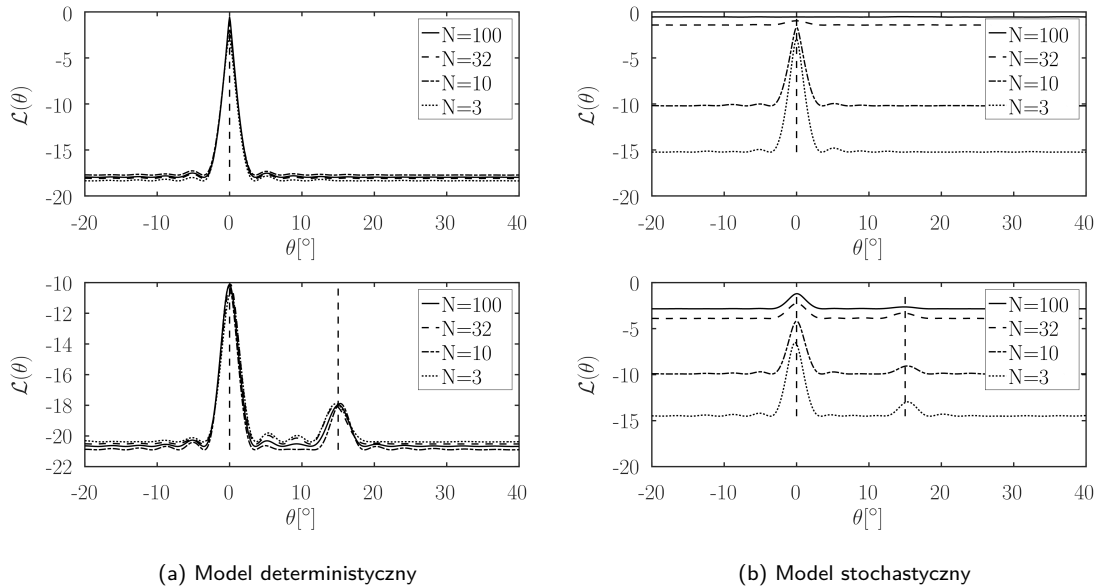 0
-5
-10
-15
-20
ℒ(θ)
N=100
N=32
N=10
N=3
-20 -10 0 10 20 30 40
θ[°]
0
-5
-10
-15
-20
ℒ(θ)
N=100
N=32
N=10
N=3
-20 -10 0 10 20 30 40
θ[°]
-10
-12
-14
-16
-18
-20
-22
ℒ(θ)
N=100
N=32
N=10
N=3
-20 -10 0 10 20 30 40
θ[°]
0
-5
-10
-15
-20
ℒ(θ)
N=100
N=32
N=10
N=3
-20 -10 0 10 20 30 40
θ[°]
(a) Model deterministyczny
(b) Model stochastyczny